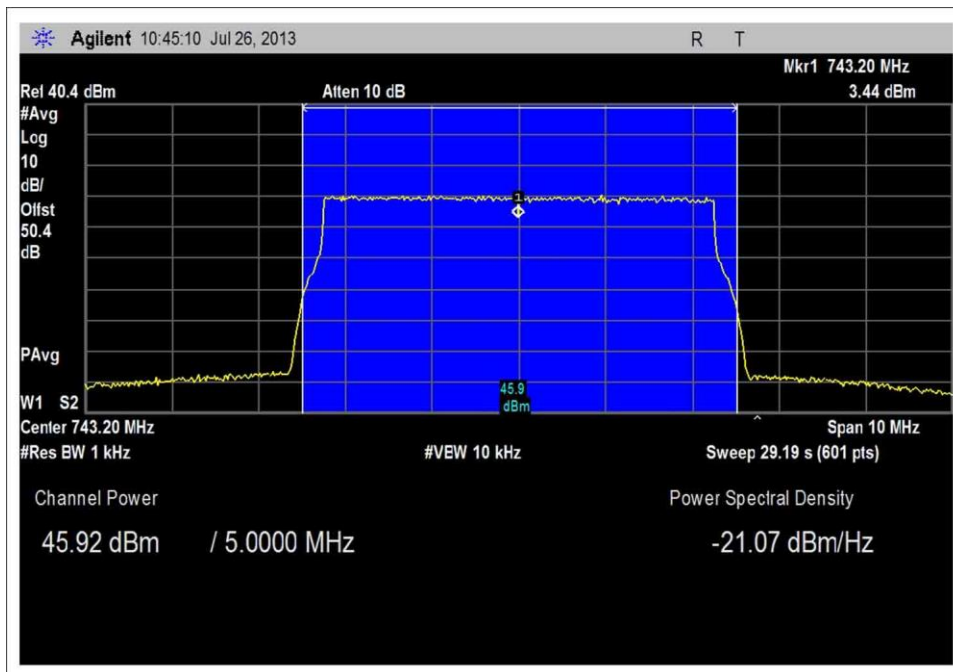 Agilent 10:45:10 Jul 26, 2013 R T
Mkr1 743.20 MHz
Ref 40.4 dBm Atten 10 dB 3.44 dBm
#Avg
Log
10
dB/
Offst
50.4
dB
1
PAvg
45.9
dBm
W1 S2
Center 743.20 MHz Span 10 MHz
#Res BW 1 kHz #VBW 10 kHz Sweep 29.19 s (601 pts)
Channel Power Power Spectral Density
45.92 dBm / 5.0000 MHz -21.07 dBm/Hz